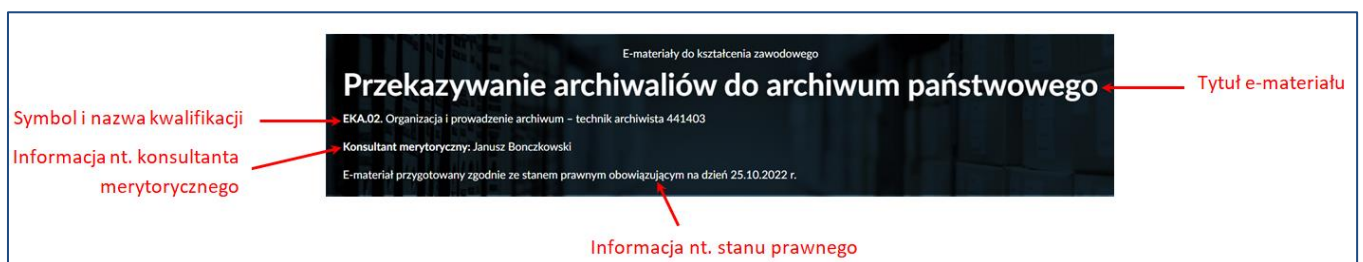 E-materiały do kształcenia zawodowego
Przekazywanie archiwaliów do archiwum państwowego
Tytuł e-materiału
Symbol i nazwa kwalifikacji
EKA.02. Organizacja i prowadzenie archiwum – technik archiwista 441403
Informacja nt. konsultanta
merytorycznego
Konsultant merytoryczny: Janusz Bonczkowski
E-materiał przygotowany zgodnie ze stanem prawnym obowiązującym na dzień 25.10.2022 r.
Informacja nt. stanu prawnego